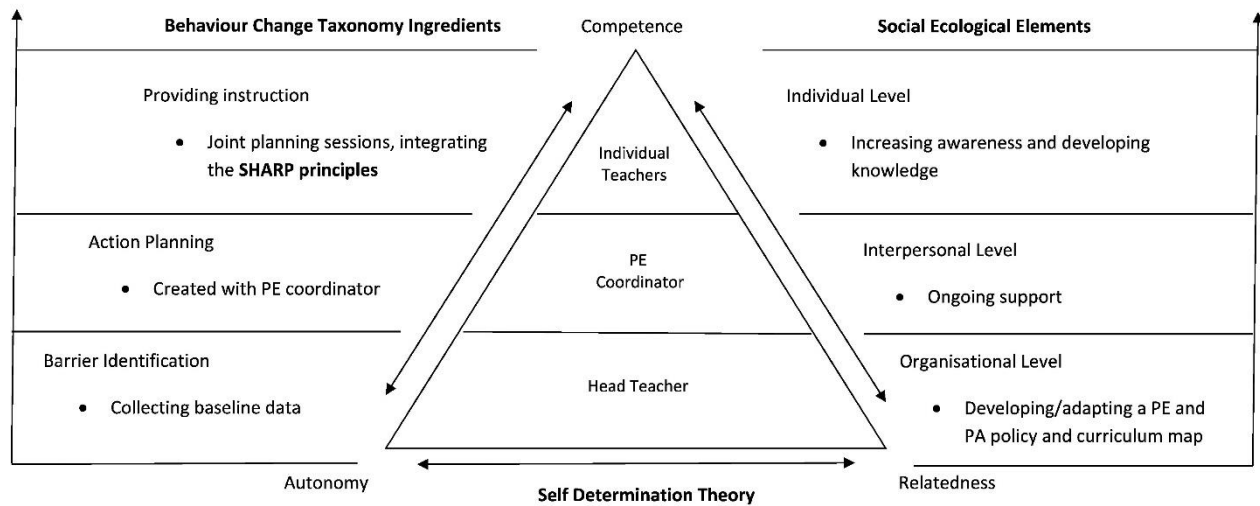 Behaviour Change Taxonomy Ingredients
Competence
Social Ecological Elements
Providing instruction
• Joint planning sessions, integrating
the SHARP principles
Individual
Teachers
Individual Level
• Increasing awareness and developing
knowledge
Action Planning
• Created with PE coordinator
PE
Coordinator
Interpersonal Level
• Ongoing support
Barrier Identification
• Collecting baseline data
Head Teacher
Organisational Level
• Developing/adapting a PE and
PA policy and curriculum map
Autonomy
Self Determination Theory
Relatedness